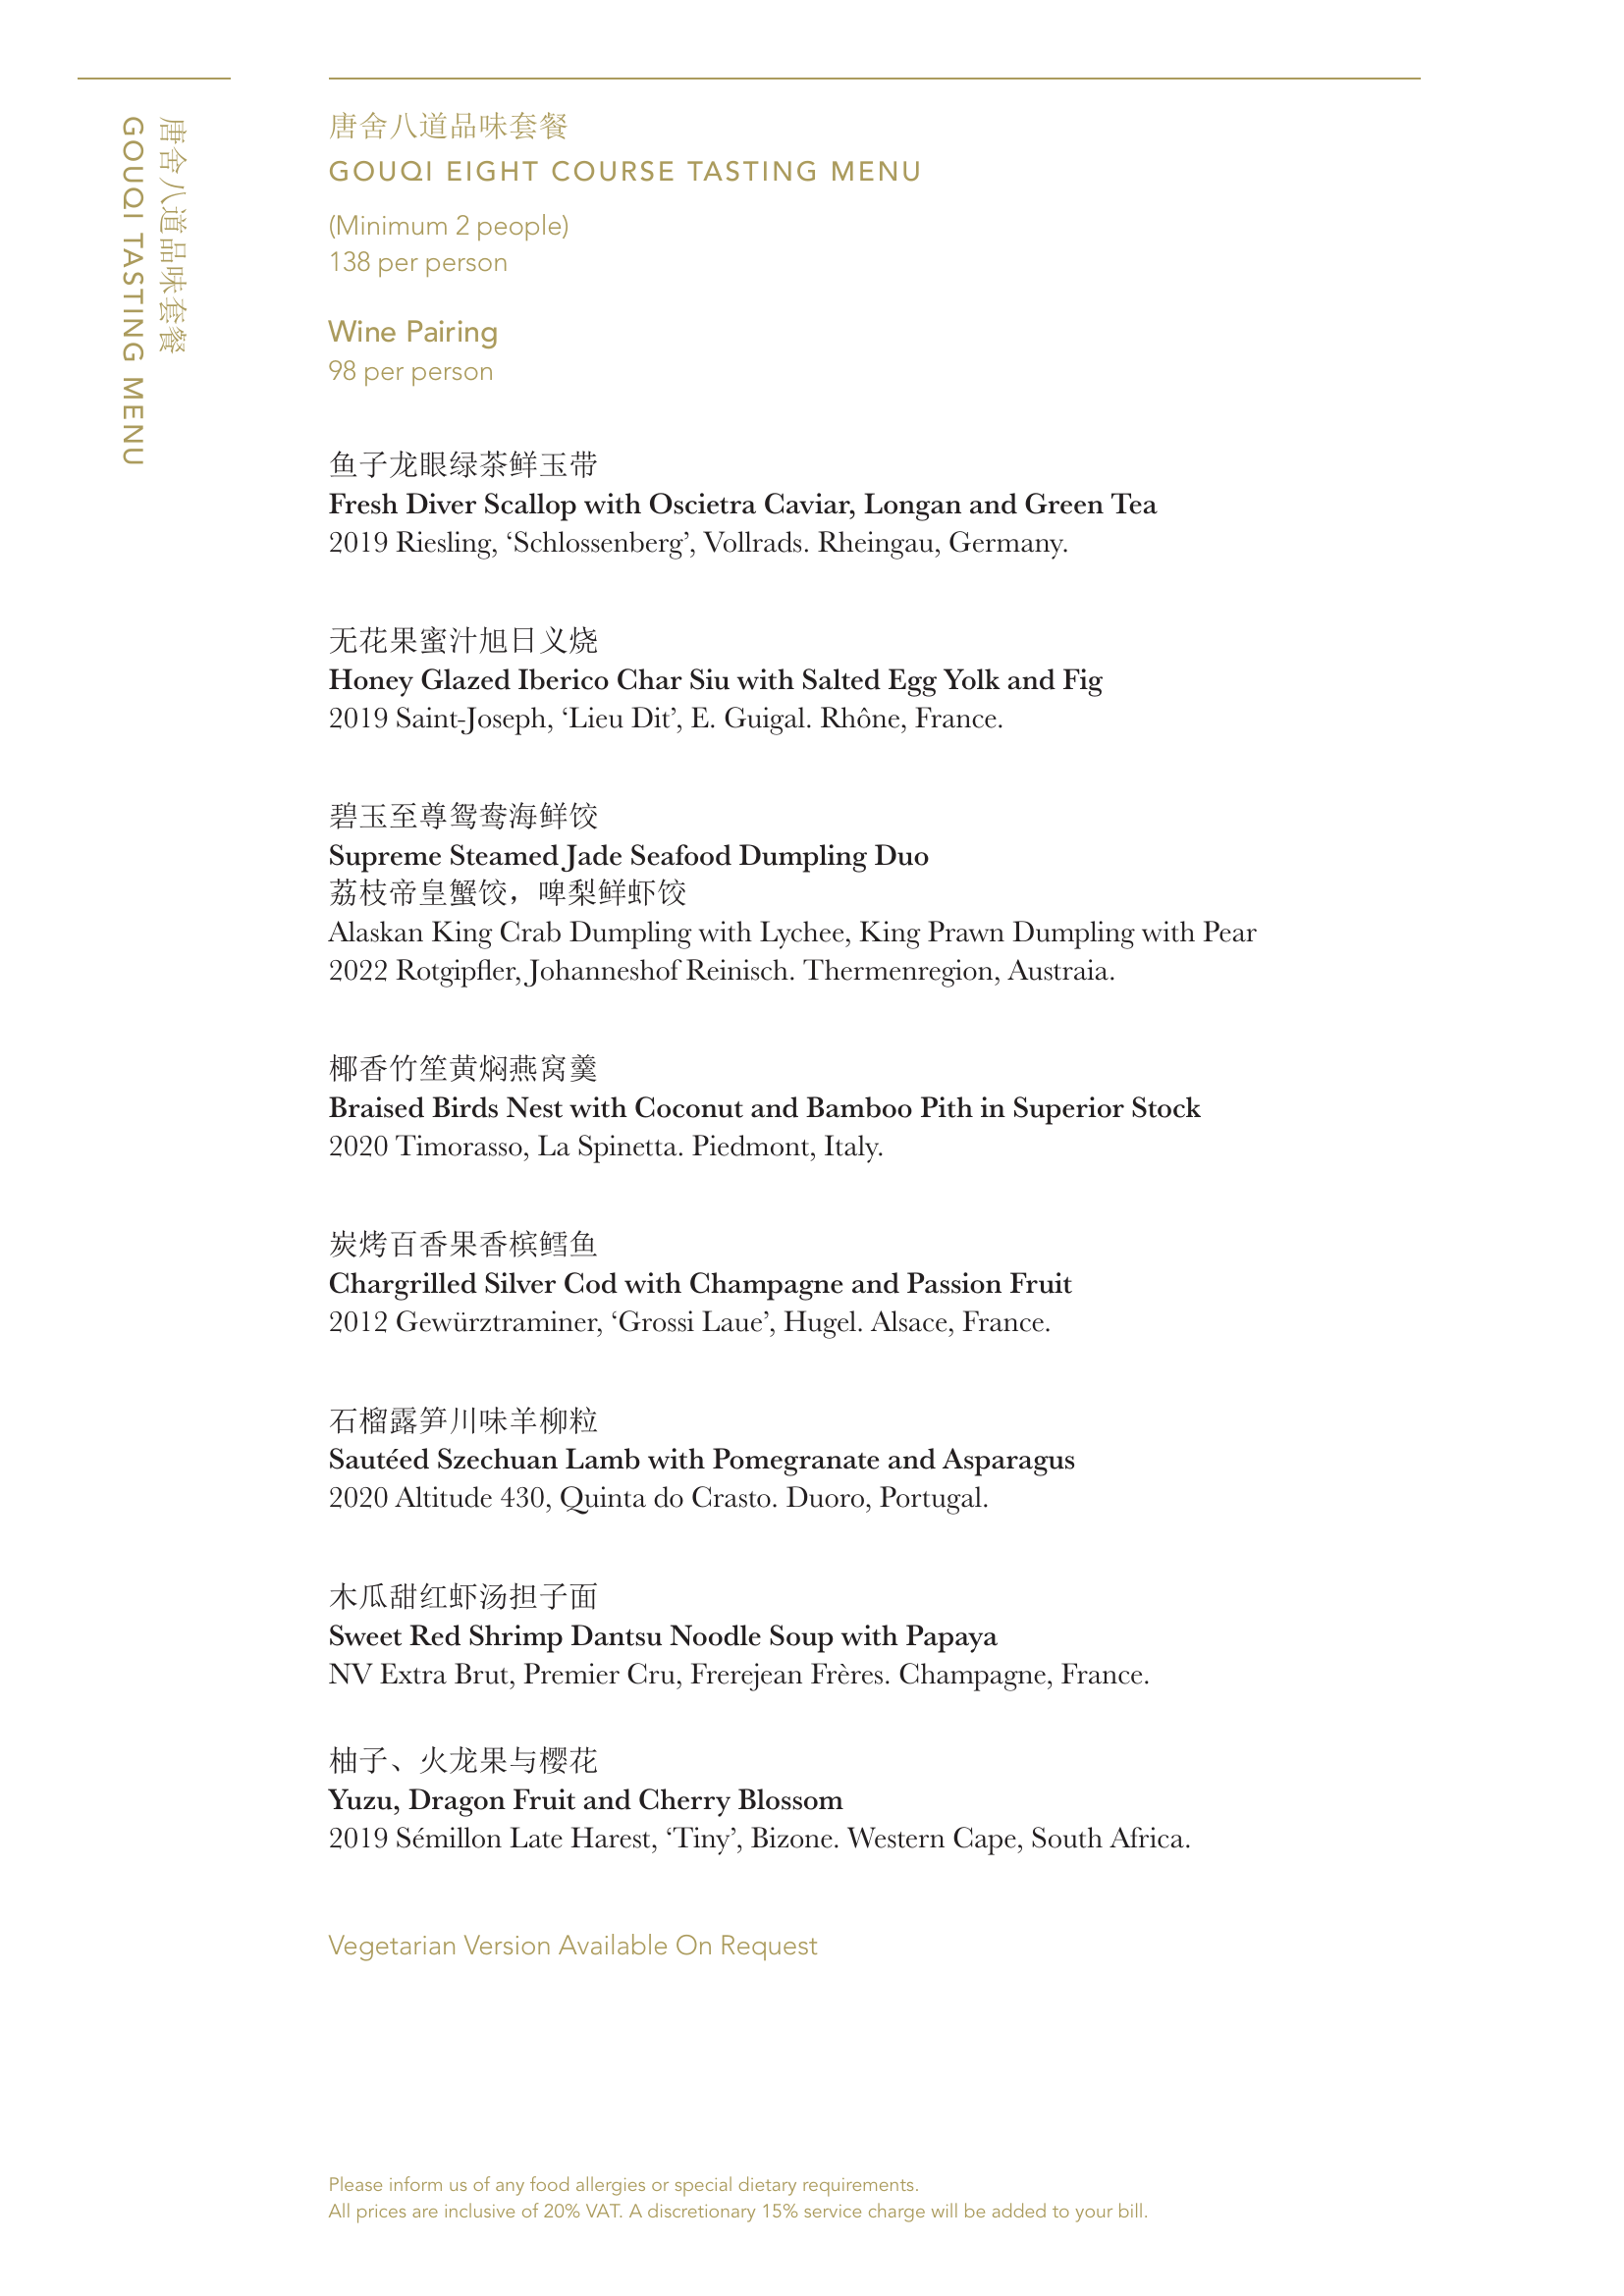 唐舍八道品味套餐
GOUQI TASTING MENU
唐舍八道品味套餐
GOUQI EIGHT COURSE TASTING MENU
(Minimum 2 people)
138 per person
Wine Pairing
98 per person
鱼子龙眼绿茶鲜玉带
Fresh Diver Scallop with Oscietra Caviar, Longan and Green Tea
2019 Riesling, ‘Schlossenberg’, Vollrads. Rheingau, Germany.
无花果蜜汁旭日义烧
Honey Glazed Iberico Char Siu with Salted Egg Yolk and Fig
2019 Saint-Joseph, ‘Lieu Dit’, E. Guigal. Rhône, France.
碧玉至尊鸳鸯海鲜饺
Supreme Steamed Jade Seafood Dumpling Duo
荔枝帝皇蟹饺，啤梨鲜虾饺
Alaskan King Crab Dumpling with Lychee, King Prawn Dumpling with Pear
2022 Rotgipfler, Johanneshof Reinisch. Thermenregion, Austraia.
椰香竹笙黄焖燕窝羹
Braised Birds Nest with Coconut and Bamboo Pith in Superior Stock
2020 Timorasso, La Spinetta. Piedmont, Italy.
炭烤百香果香槟鳕鱼
Chargrilled Silver Cod with Champagne and Passion Fruit
2012 Gewürztraminer, ‘Grossi Laue’, Hugel. Alsace, France.
石榴露笋川味羊柳粒
Sautéed Szechuan Lamb with Pomegranate and Asparagus
2020 Altitude 430, Quinta do Crasto. Duoro, Portugal.
木瓜甜红虾汤担子面
Sweet Red Shrimp Dantsu Noodle Soup with Papaya
NV Extra Brut, Premier Cru, Frerejean Frères. Champagne, France.
柚子、火龙果与樱花
Yuzu, Dragon Fruit and Cherry Blossom
2019 Sémillon Late Harest, ‘Tiny’, Bizone. Western Cape, South Africa.
Vegetarian Version Available On Request
Please inform us of any food allergies or special dietary requirements.
All prices are inclusive of 20% VAT. A discretionary 15% service charge will be added to your bill.